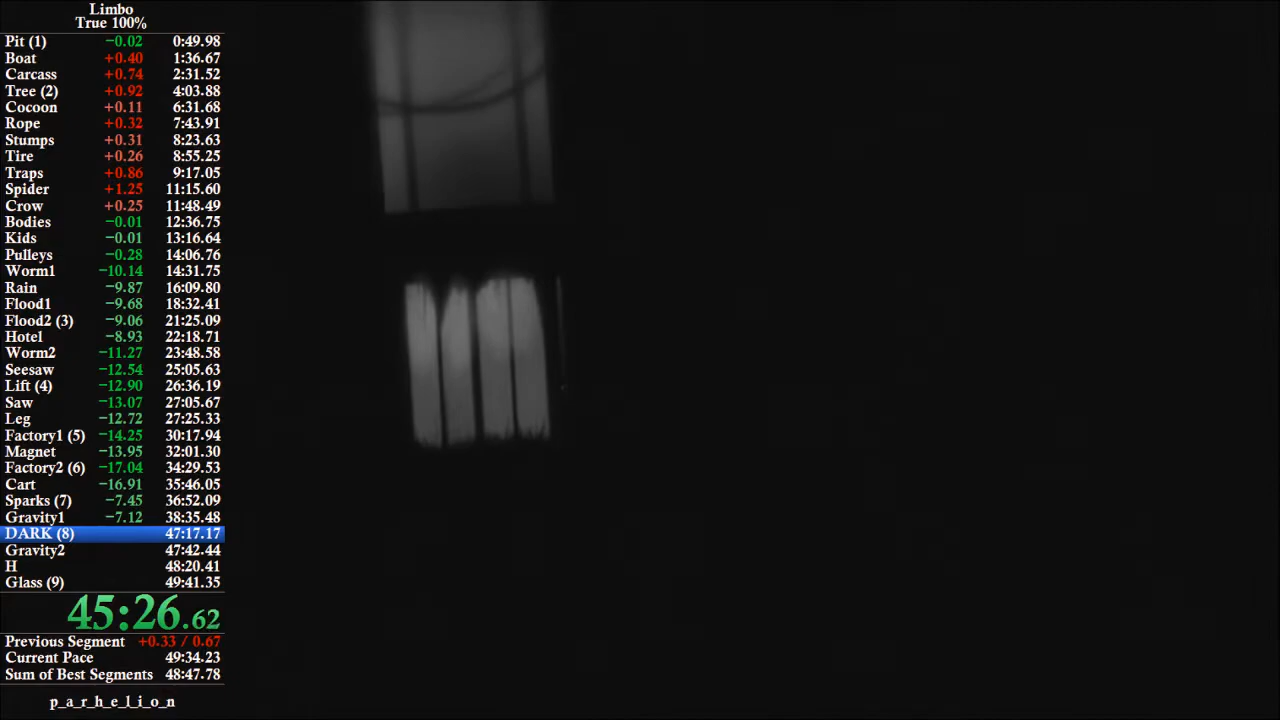 Limbo
True 100%
Pit (1) −0.02 0:49.98
Boat +0.40 1:36.67
Carcass +0.74 2:31.52
Tree (2) +0.92 4:03.88
Cocoon +0.11 6:31.68
Rope +0.32 7:43.91
Stumps +0.31 8:23.63
Tire +0.26 8:55.25
Traps +0.86 9:17.05
Spider +1.25 11:15.60
Crow +0.25 11:48.49
Bodies −0.01 12:36.75
Kids −0.01 13:16.64
Pulleys −0.28 14:06.76
Worm1 −10.14 14:31.75
Rain −9.87 16:09.80
Flood1 −9.68 18:32.41
Flood2 (3) −9.06 21:25.09
Hotel −8.93 22:18.71
Worm2 −11.27 23:48.58
Seesaw −12.54 25:05.63
Lift (4) −12.90 26:36.19
Saw −13.07 27:05.67
Leg −12.72 27:25.33
Factory1 (5) −14.25 30:17.94
Magnet −13.95 32:01.30
Factory2 (6) −17.04 34:29.53
Cart −16.91 35:46.05
Sparks (7) −7.45 36:52.09
Gravity1 −7.12 38:35.48
DARK (8) 47:17.17
Gravity2 47:42.44
H 48:20.41
Glass (9) 49:41.35
45:26.62
Previous Segment +0.33 / 0.67
Current Pace 49:34.23
Sum of Best Segments 48:47.78
p_a_r_h_e_l_i_o_n